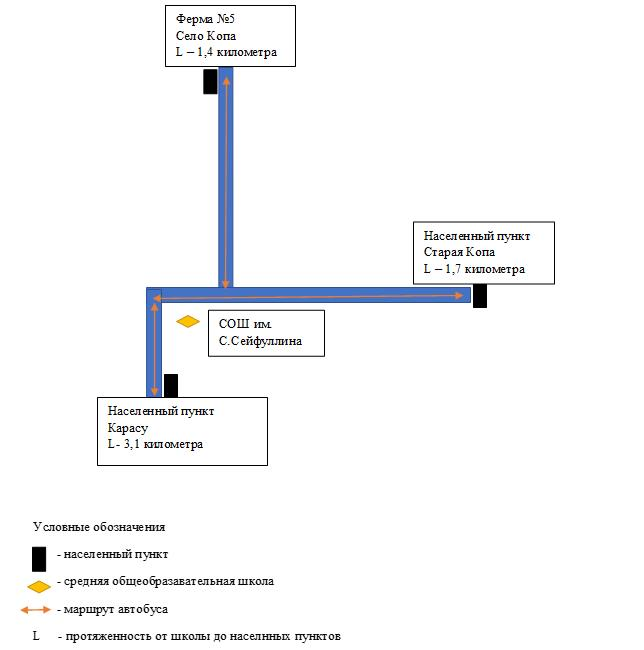 Ферма №5
Село Копа
L – 1,4 километра
Населенный пункт
Старая Копа
L – 1,7 километра
СОШ им.
С.Сейфуллина
Населенный пункт
Карасу
L- 3,1 километра
Условные обозначения
- населенный пункт
- средняя общеобразавательная школа
- маршрут автобуса
L - протяженность от школы до населнных пунктов